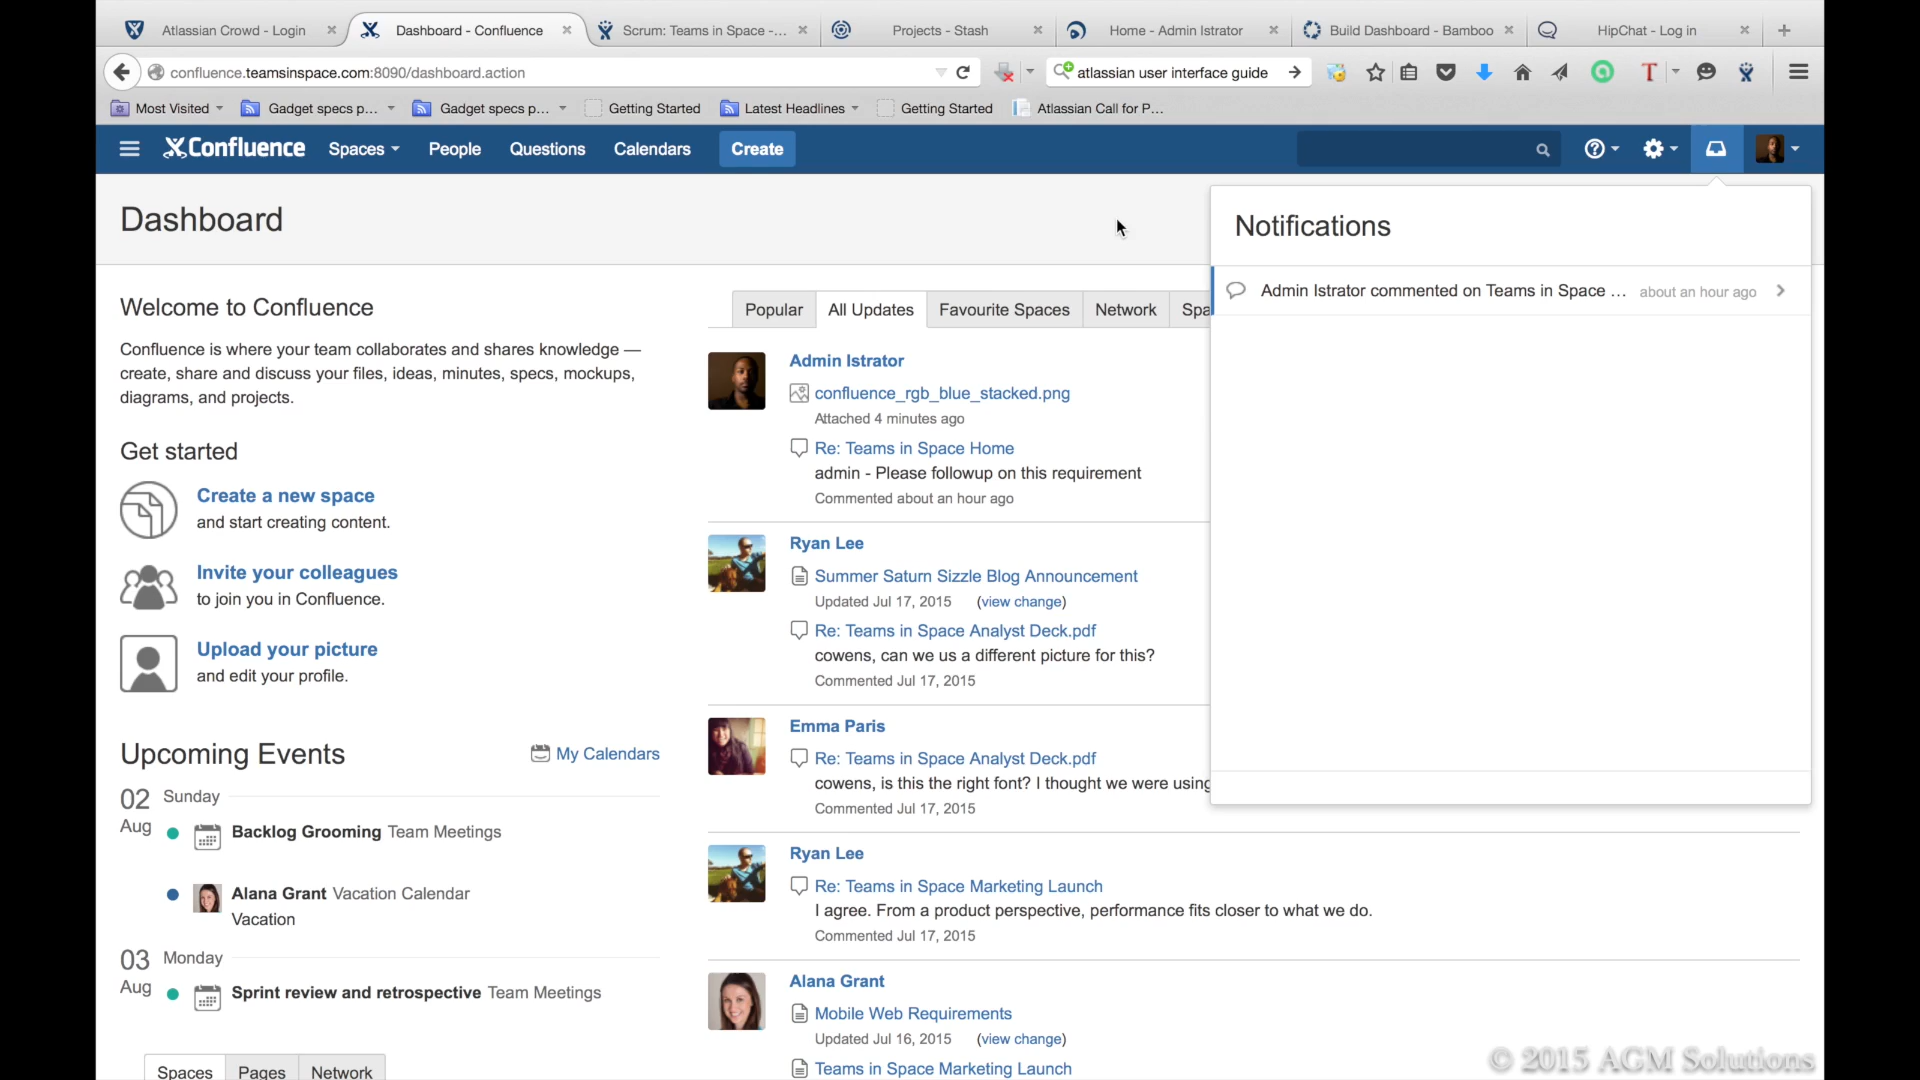 Atlassian Crowd - Login
Dashboard - Confluence
Scrum: Teams in Space -...
Projects - Stash
Home - Admin Istrator
Build Dashboard - Bamboo
HipChat - Log in
confluence.teamsinspace.com:8090/dashboard.action
atlassian user interface guide
Most Visited
Gadget specs p...
Gadget specs p...
Getting Started
Latest Headlines
Getting Started
Atlassian Call for P...
Confluence
Spaces
People
Questions
Calendars
Create
Dashboard
Notifications
Admin Istrator commented on Teams in Space ...
about an hour ago
Welcome to Confluence
Confluence is where your team collaborates and shares knowledge —
create, share and discuss your files, ideas, minutes, specs, mockups,
diagrams, and projects.
Get started
Create a new space
and start creating content.
Invite your colleagues
to join you in Confluence.
Upload your picture
and edit your profile.
Upcoming Events
My Calendars
02 Sunday
Aug
Backlog Grooming Team Meetings
Alana Grant Vacation Calendar
Vacation
03 Monday
Aug
Sprint review and retrospective Team Meetings
Spaces
Pages
Network
Popular
All Updates
Favourite Spaces
Network
Spa
Admin Istrator
confluence_rgb_blue_stacked.png
Attached 4 minutes ago
Re: Teams in Space Home
admin - Please followup on this requirement
Commented about an hour ago
Ryan Lee
Summer Saturn Sizzle Blog Announcement
Updated Jul 17, 2015 (view change)
Re: Teams in Space Analyst Deck.pdf
cowens, can we us a different picture for this?
Commented Jul 17, 2015
Emma Paris
Re: Teams in Space Analyst Deck.pdf
cowens, is this the right font? I thought we were using
Commented Jul 17, 2015
Ryan Lee
Re: Teams in Space Marketing Launch
I agree. From a product perspective, performance fits closer to what we do.
Commented Jul 17, 2015
Alana Grant
Mobile Web Requirements
Updated Jul 16, 2015 (view change)
Teams in Space Marketing Launch
© 2015 AGM Solutions